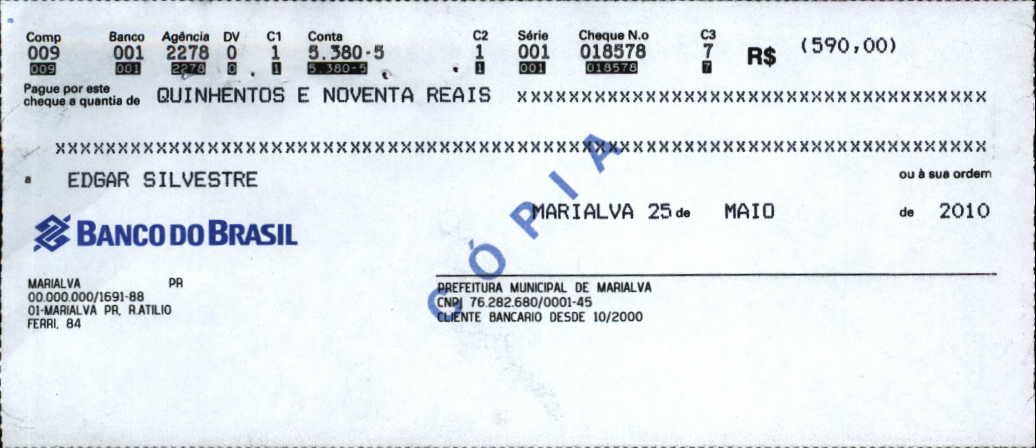 Comp Banco Agência DV C1 Conta C2 Série Cheque N.o C3
009 001 2278 0 1 5.380-5 1 001 018578 7 R$ (590,00)
009 001 2278 0 1 5.380-5 1 001 018578 7
Pague por este
cheque a quantia de QUINHENTOS E NOVENTA REAIS xxxxxxxxxxxxxxxxxxxxxxxxxxxxxxxxxxxxxxxxxxx
xxxxxxxxxxxxxxxxxxxxxxxxxxxxxxxxxxxxxxxxxxxxxxxxxxxxxxxxxxxxxxxxxxxxxxxxxxxxxxxxxxxxx
a EDGAR SILVESTRE ou à sua ordem
MARIALVA 25 de MAIO de 2010
BANCO DO BRASIL
CÓPIA
MARIALVA PR
00.000.000/1691-88
01-MARIALVA PR, R.ATILIO
FERRI, 84
PREFEITURA MUNICIPAL DE MARIALVA
CNPJ 76.282.680/0001-45
CLIENTE BANCARIO DESDE 10/2000